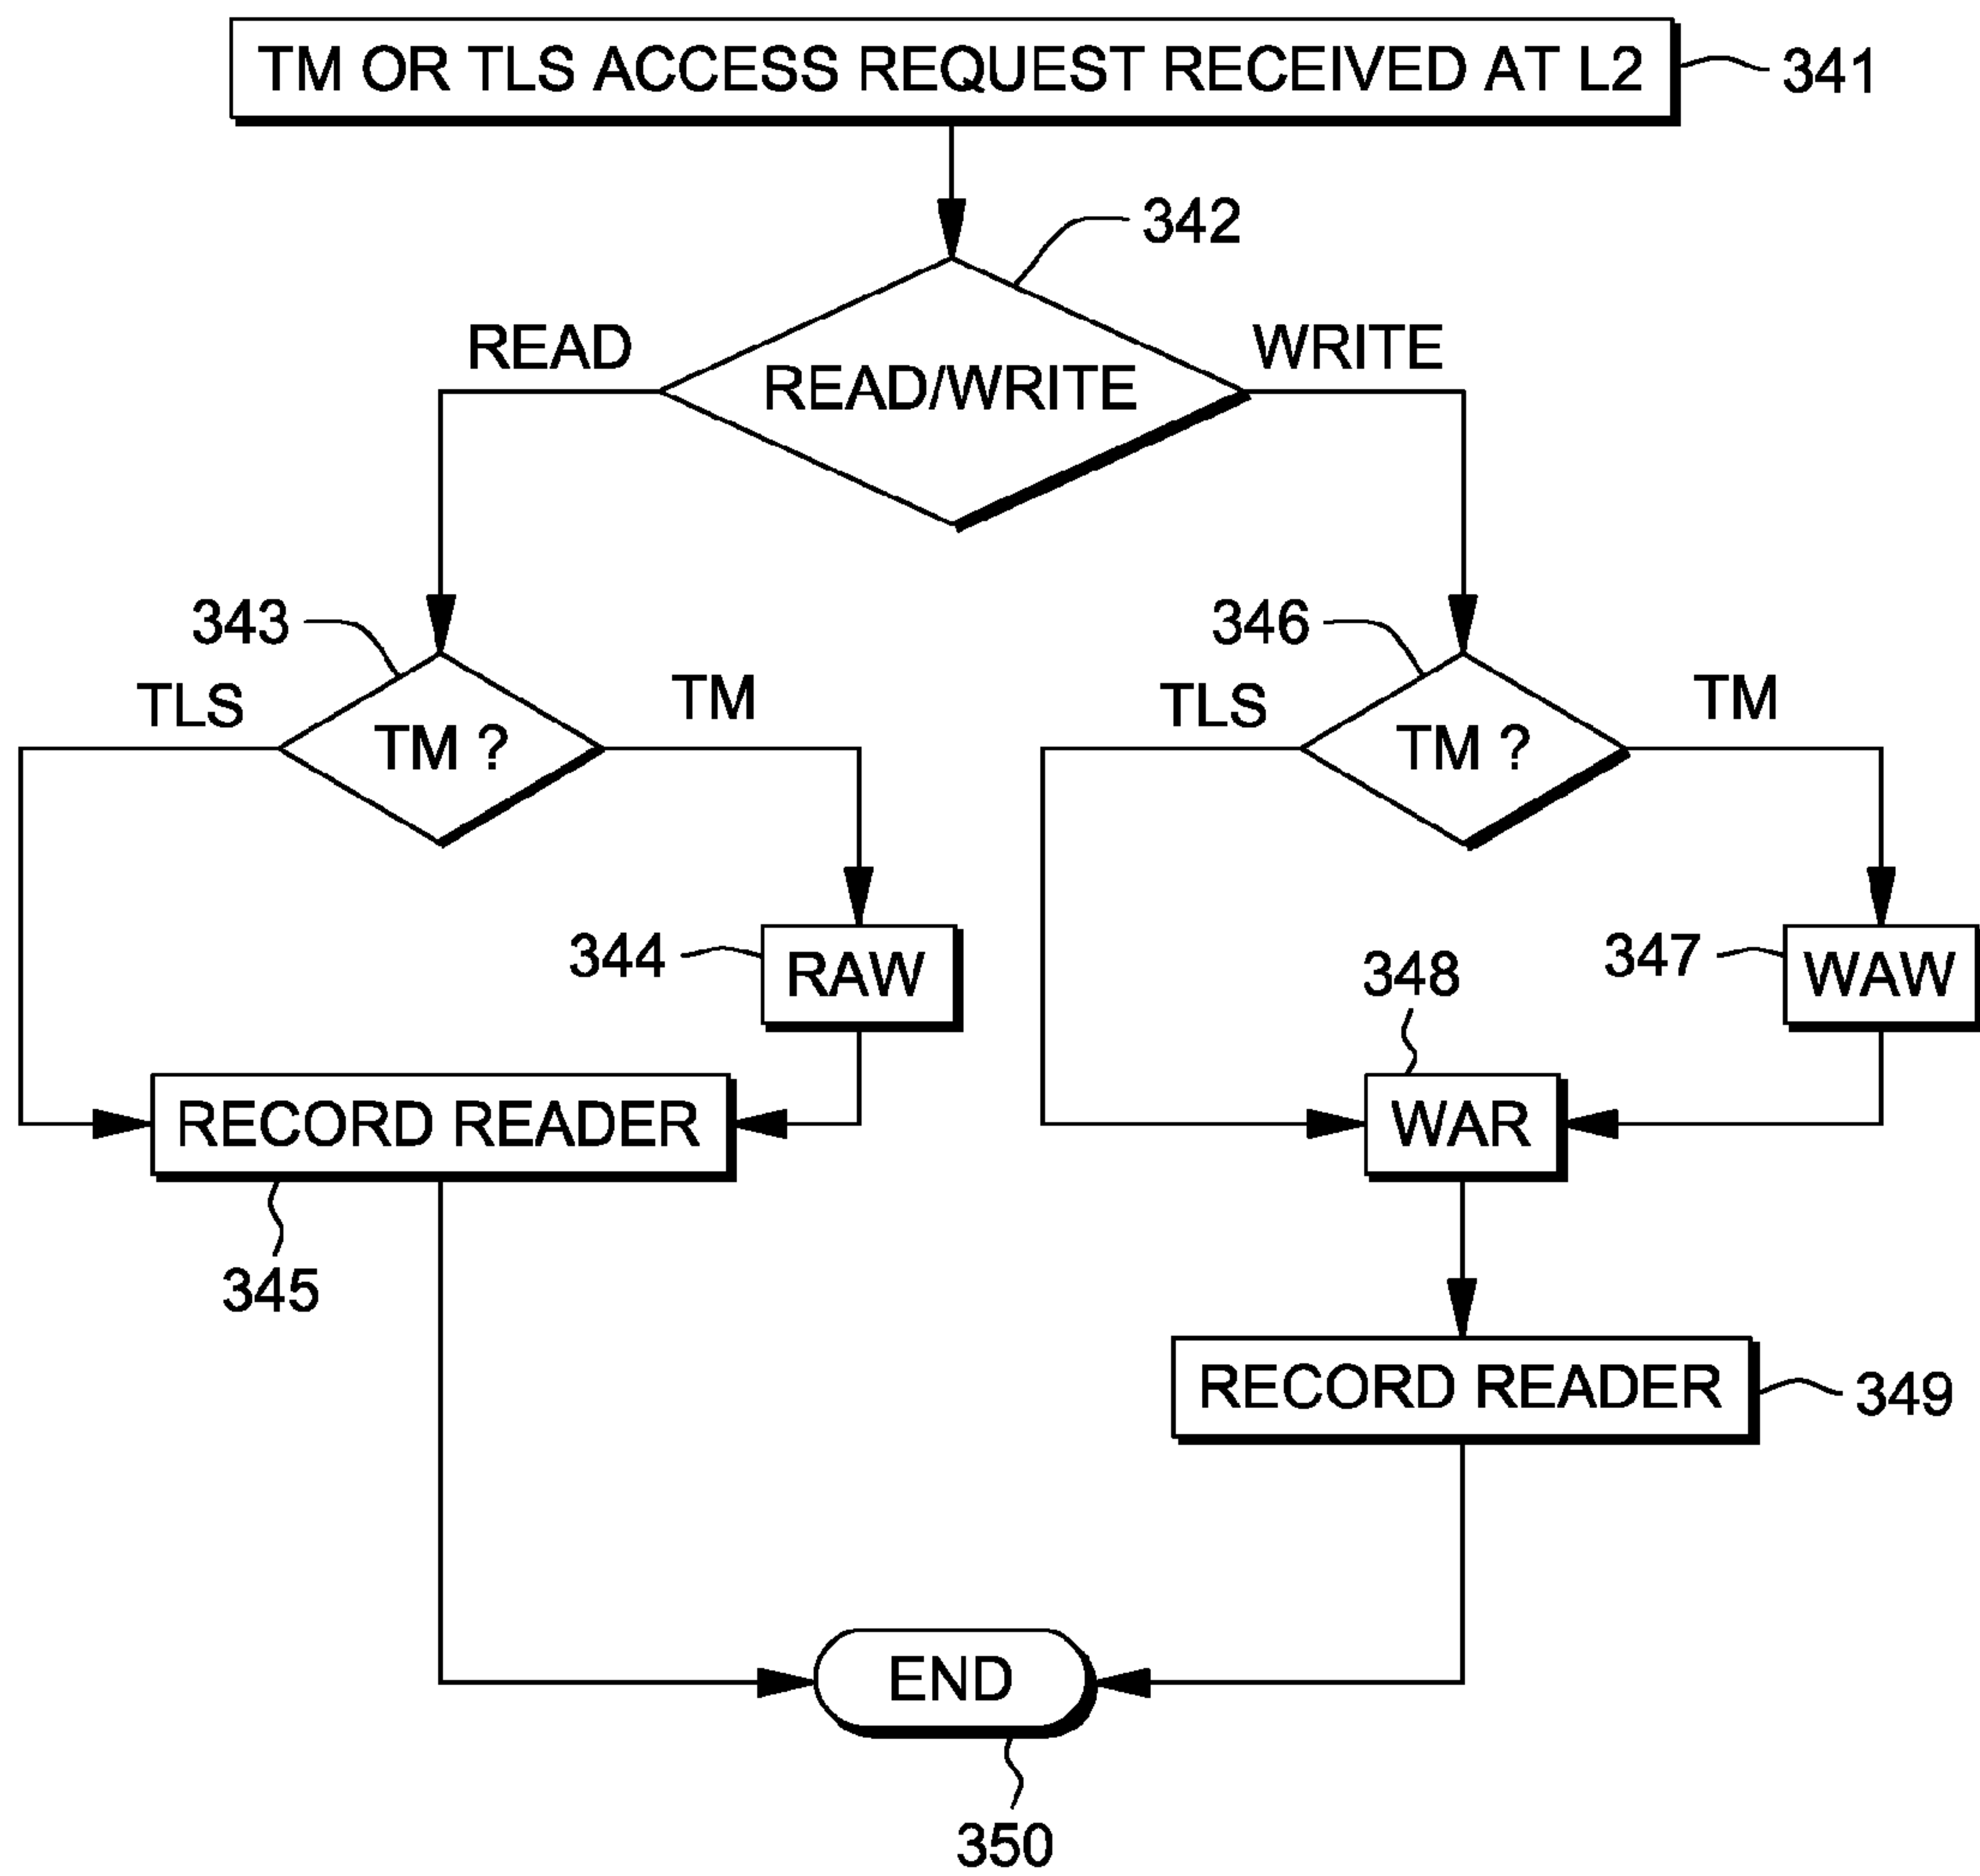 TM OR TLS ACCESS REQUEST RECEIVED AT L2
341
342
READ
WRITE
READ/WRITE
343
346
TLS
TM
TLS
TM
TM ?
TM ?
344
RAW
348
347
WAW
RECORD READER
WAR
345
RECORD READER
349
END
350